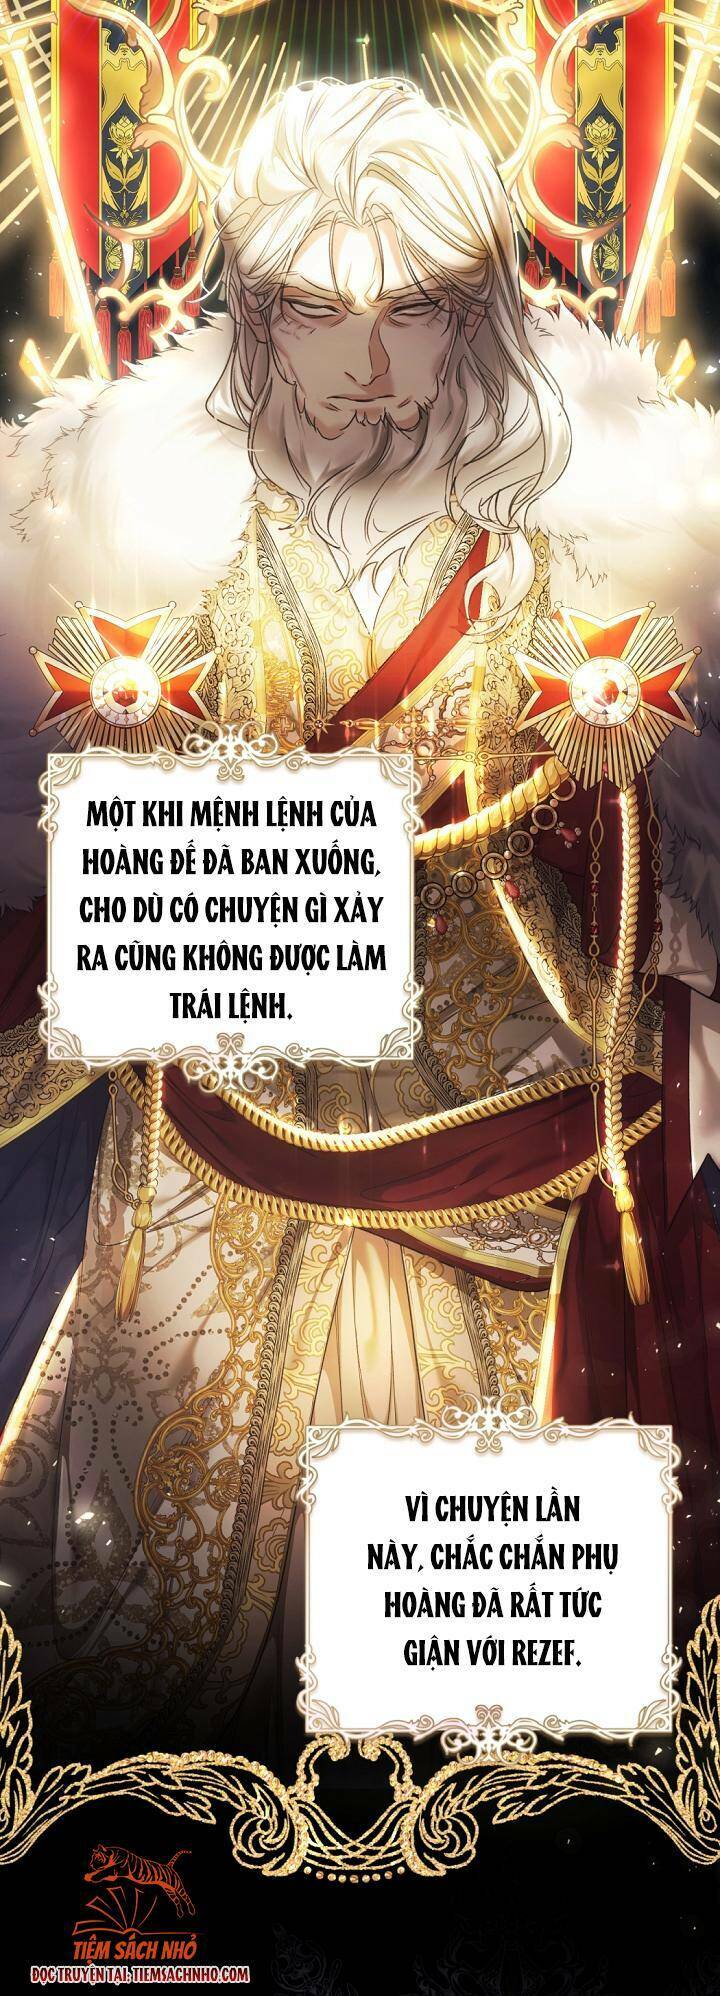 MỘT KHI MỆNH LỆNH CỦA
HOÀNG ĐẾ ĐÃ BAN XUỐNG,
CHO DÙ CÓ CHUYỆN GÌ XẢY
RA CŨNG KHÔNG ĐƯỢC LÀM
TRÁI LỆNH.
VÌ CHUYỆN LẦN
NÀY, CHẮC CHẮN PHỤ
HOÀNG ĐÃ RẤT TỨC
GIẬN VỚI REZEF.
TIỆM SÁCH NHỎ
ĐỌC TRUYỆN TẠI: TIEMSACHNHO.COM